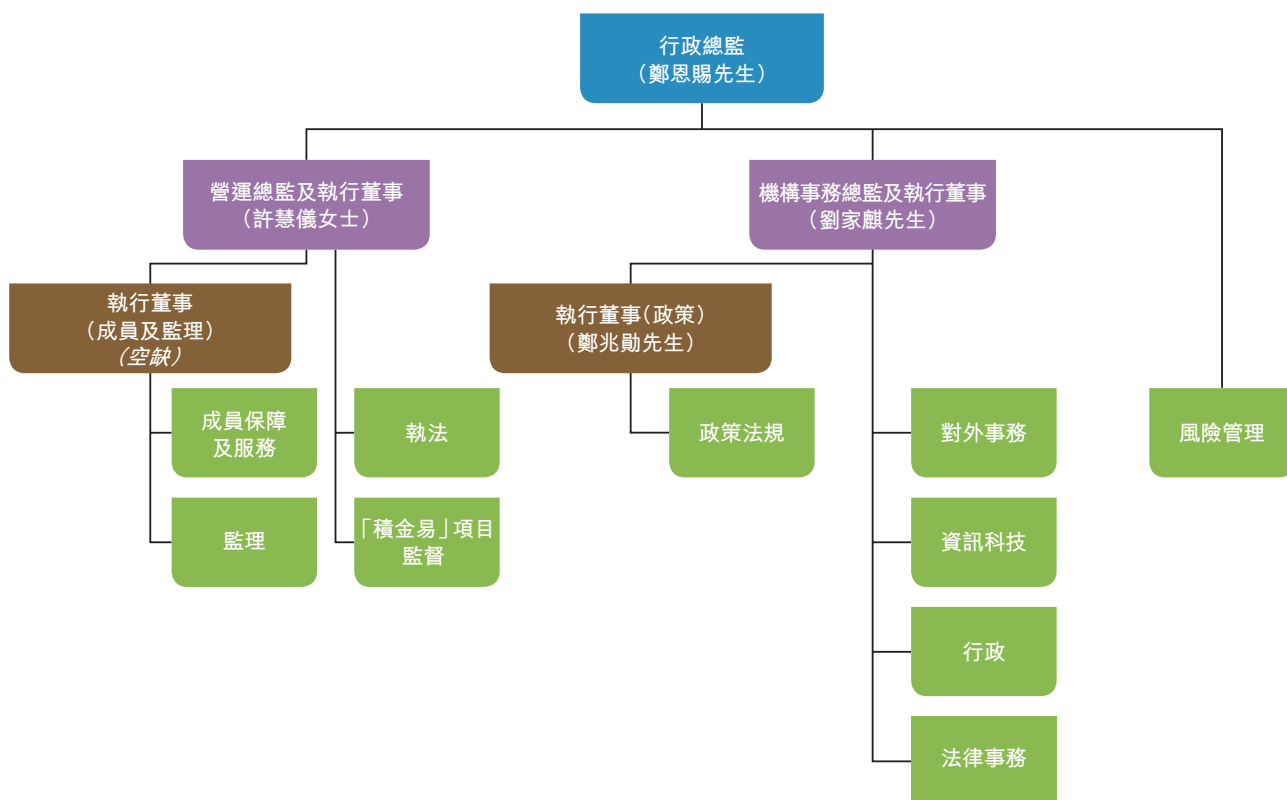 行政總監
（鄭恩賜先生）
營運總監及執行董事
（許慧儀女士）
機構事務總監及執行董事
（劉家麒先生）
執行董事
（成員及監理）
（空缺）
執行董事（政策）
（鄭兆勛先生）
成員保障
及服務
執法
政策法規
對外事務
風險管理
監理
「積金易」項目
監督
資訊科技
行政
法律事務